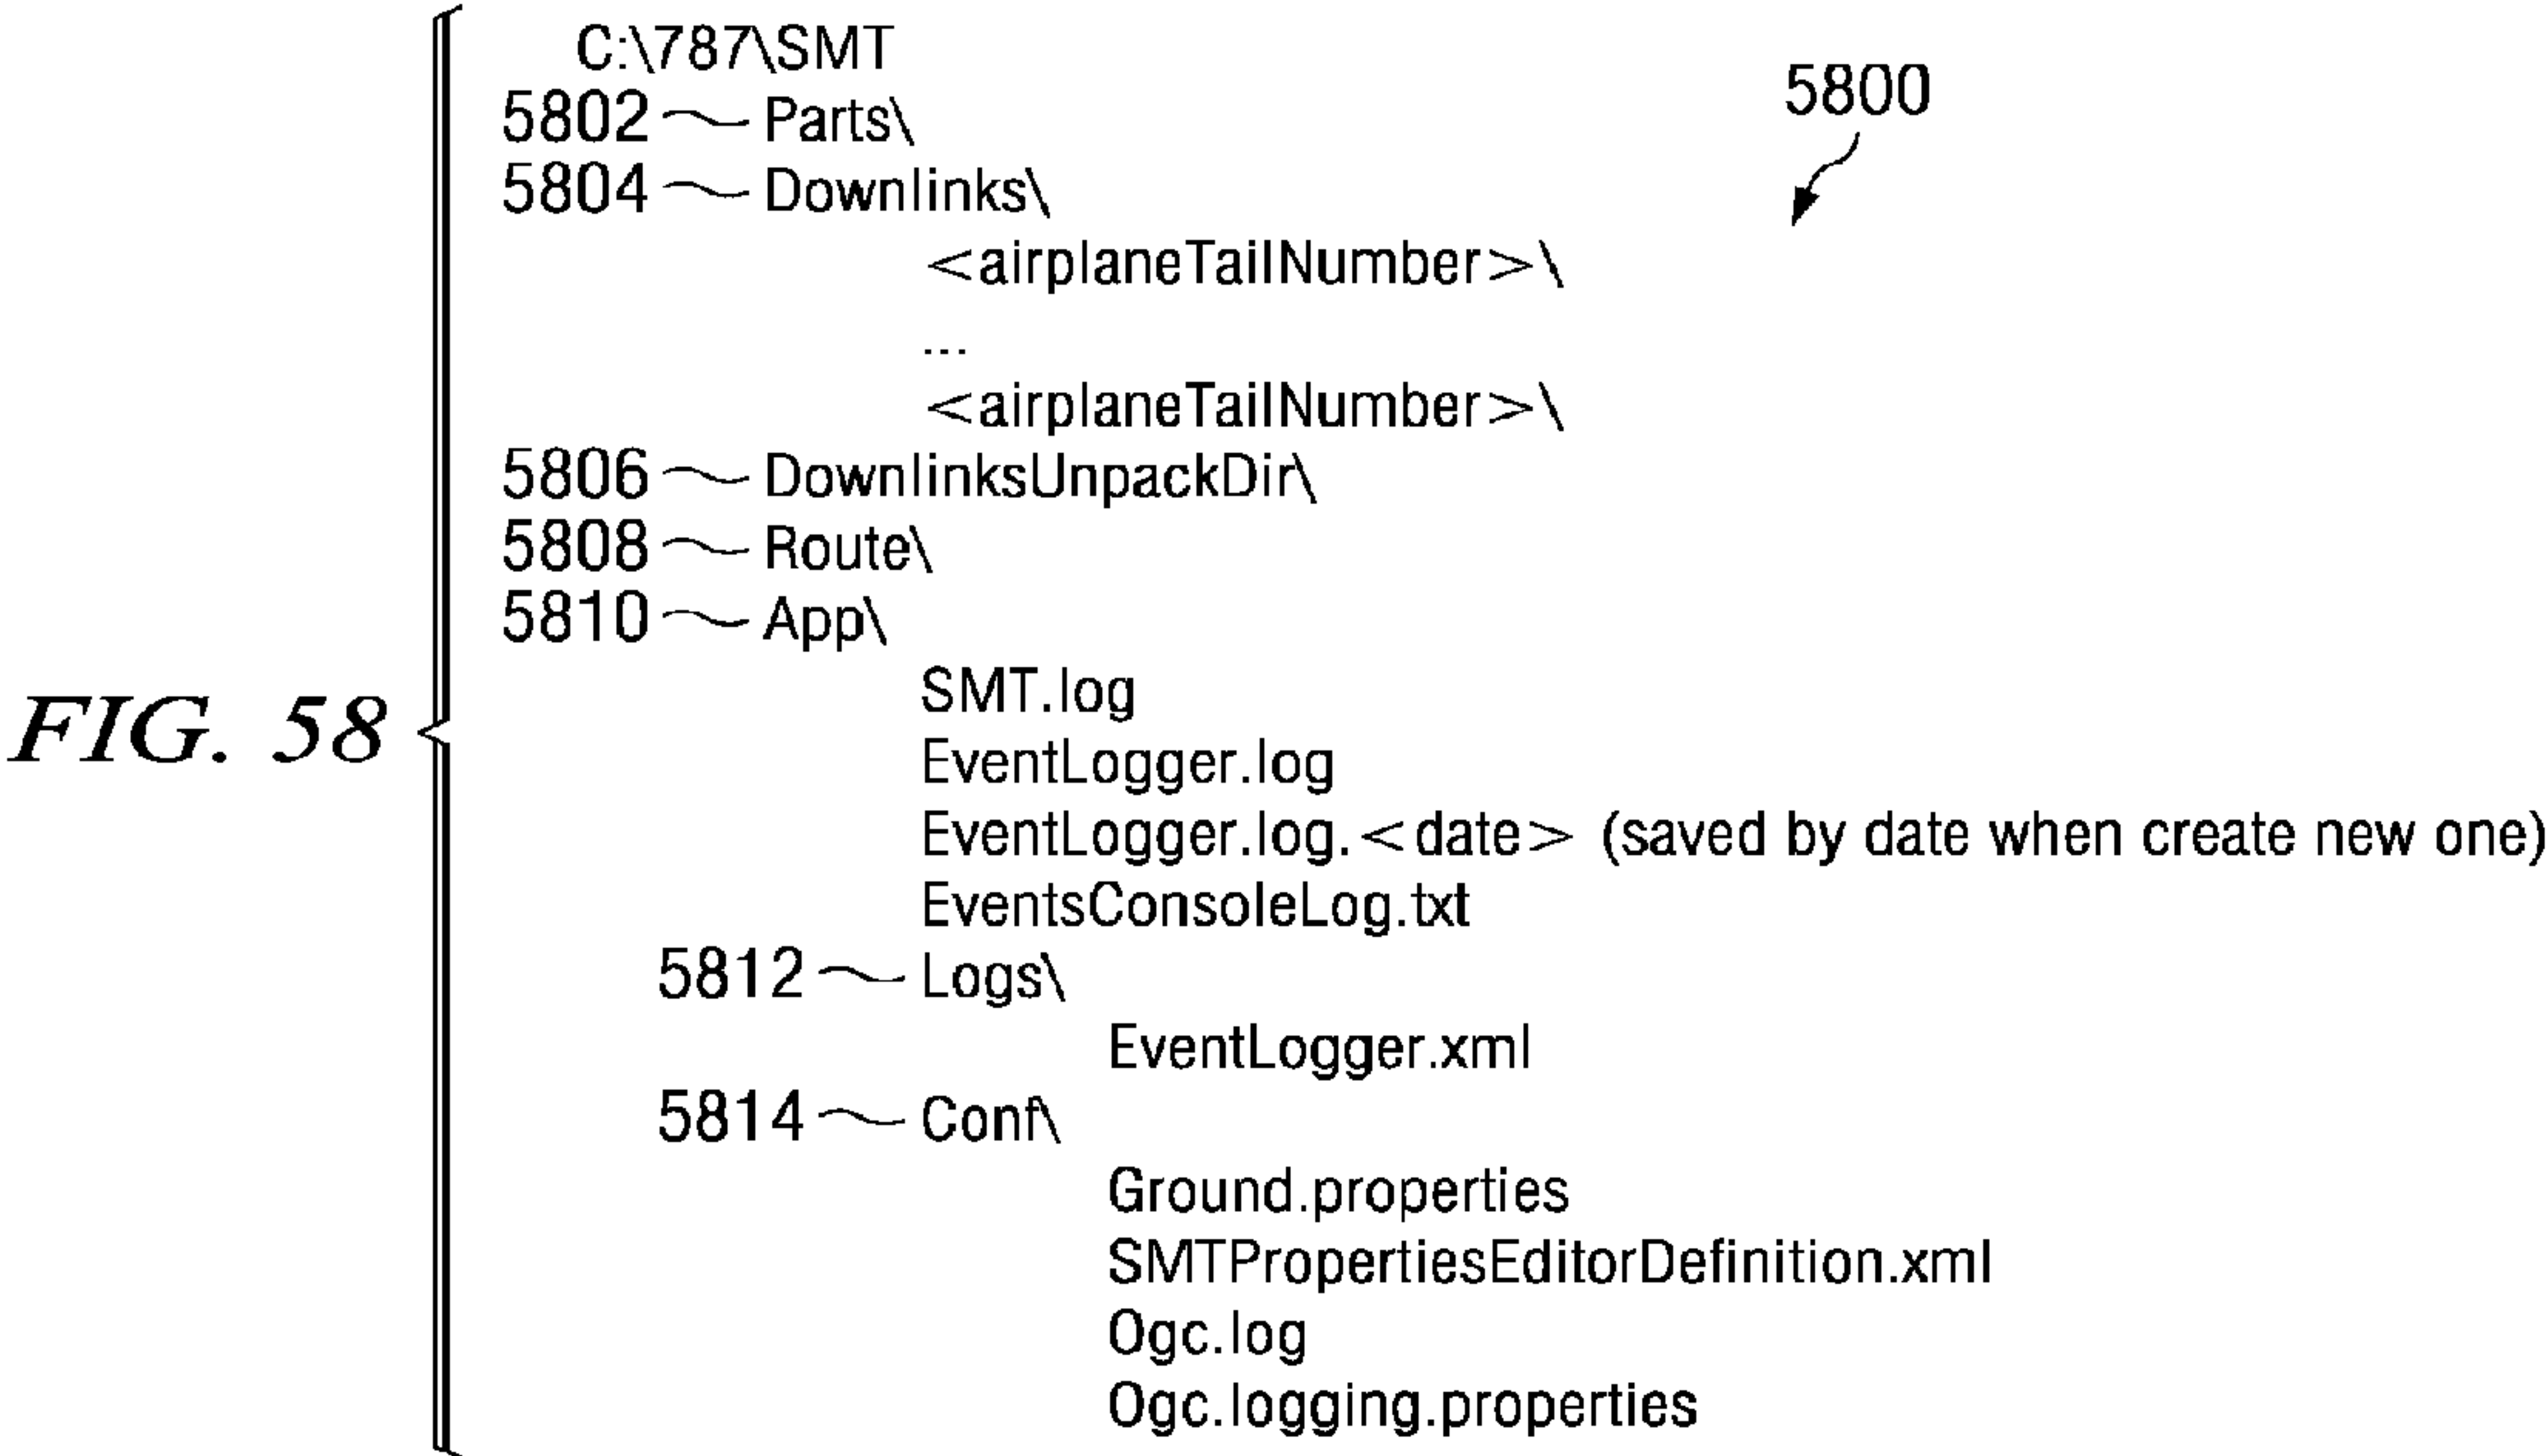 C:\787\SMT
5802 Parts\
5800
5804 Downlinks\
<airplaneTailNumber>\
...
<airplaneTailNumber>\
5806 DownlinksUnpackDir\
5808 Route\
5810 App\
SMT.log
FIG. 58
EventLogger.log
EventLogger.log.<date> (saved by date when create new one)
EventsConsoleLog.txt
5812 Logs\
EventLogger.xml
5814 Conf\
Ground.properties
SMTPropertiesEditorDefinition.xml
Ogc.log
Ogc.logging.properties